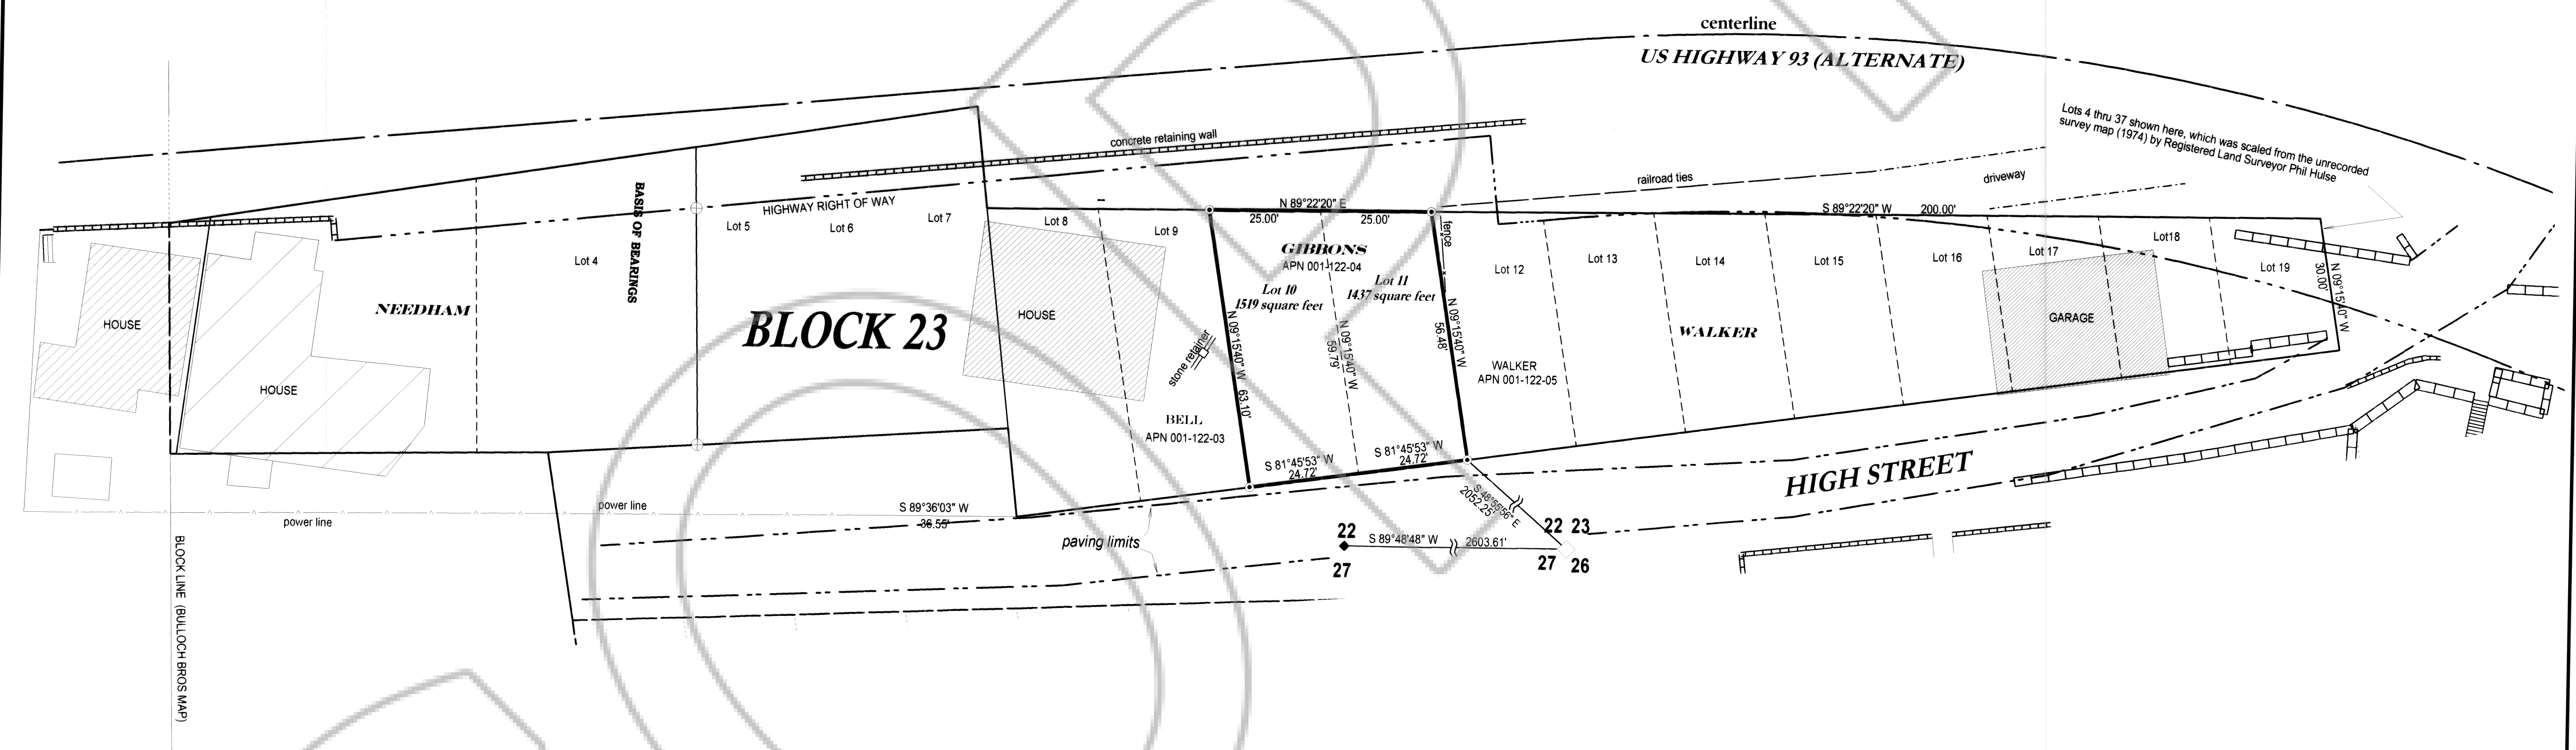 centerline
US HIGHWAY 93 (ALTERNATE)
Lots 4 thru 37 shown here, which was scaled from the unrecorded
survey map (1974) by Registered Land Surveyor Phil Hulse
concrete retaining wall
railroad ties
driveway
HIGHWAY RIGHT OF WAY
BASIS OF BEARINGS
N 89°22'20" E
25.00'
25.00'
S 89°22'20" W
200.00'
Lot 4
Lot 5
Lot 6
Lot 7
Lot 8
Lot 9
GIBBONS
APN 001-122-04
Lot 10
1519 square feet
Lot 11
1437 square feet
fence
Lot 12
Lot 13
Lot 14
Lot 15
Lot 16
Lot 17
Lot18
Lot 19
N 09°15'40" W
30.00'
HOUSE
HOUSE
NEEDHAM
BLOCK 23
HOUSE
stone retainer
N 09°15'40" W 63.10'
N 09°15'40" W
59.79'
N 09°15'40" W
56.48'
WALKER
WALKER
APN 001-122-05
GARAGE
BELL
APN 001-122-03
S 81°45'53" W
24.72'
S 81°45'53" W
24.72'
HIGH STREET
power line
power line
S 89°36'03" W
36.55'
paving limits
S 48°55'56" E
2052.25'
22
27
S 89°48'48" W
2603.61'
22 23
27 26
BLOCK LINE (BULLOCH BROS MAP)